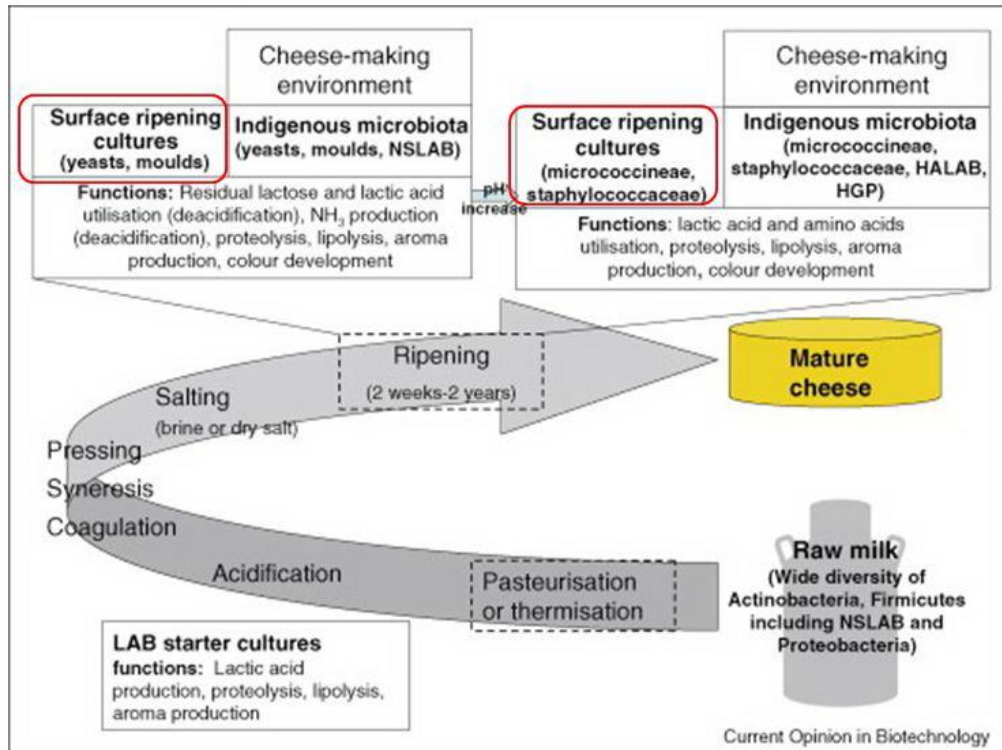 Cheese-making
environment
Surface ripening
cultures
(yeasts, moulds)
Indigenous microbiota
(yeasts, moulds, NSLAB)
Functions: Residual lactose and lactic acid
utilisation (deacidification), NH3 production
(deacidification), proteolysis, lipolysis, aroma
production, colour development
pH
increase
Cheese-making
environment
Surface ripening
cultures
(micrococcineae,
staphylococcaceae)
Indigenous microbiota
(micrococcineae,
staphylococcaceae, HALAB,
HGP)
Functions: lactic acid and amino acids
utilisation, proteolysis, lipolysis, aroma
production, colour development
Ripening
(2 weeks-2 years)
Mature
cheese
Salting
(brine or dry salt)
Pressing
Syneresis
Coagulation
Acidification
Pasteurisation
or thermisation
Raw milk
(Wide diversity of
Actinobacteria, Firmicutes
including NSLAB and
Proteobacteria)
LAB starter cultures
functions: Lactic acid
production, proteolysis, lipolysis,
aroma production
Current Opinion in Biotechnology